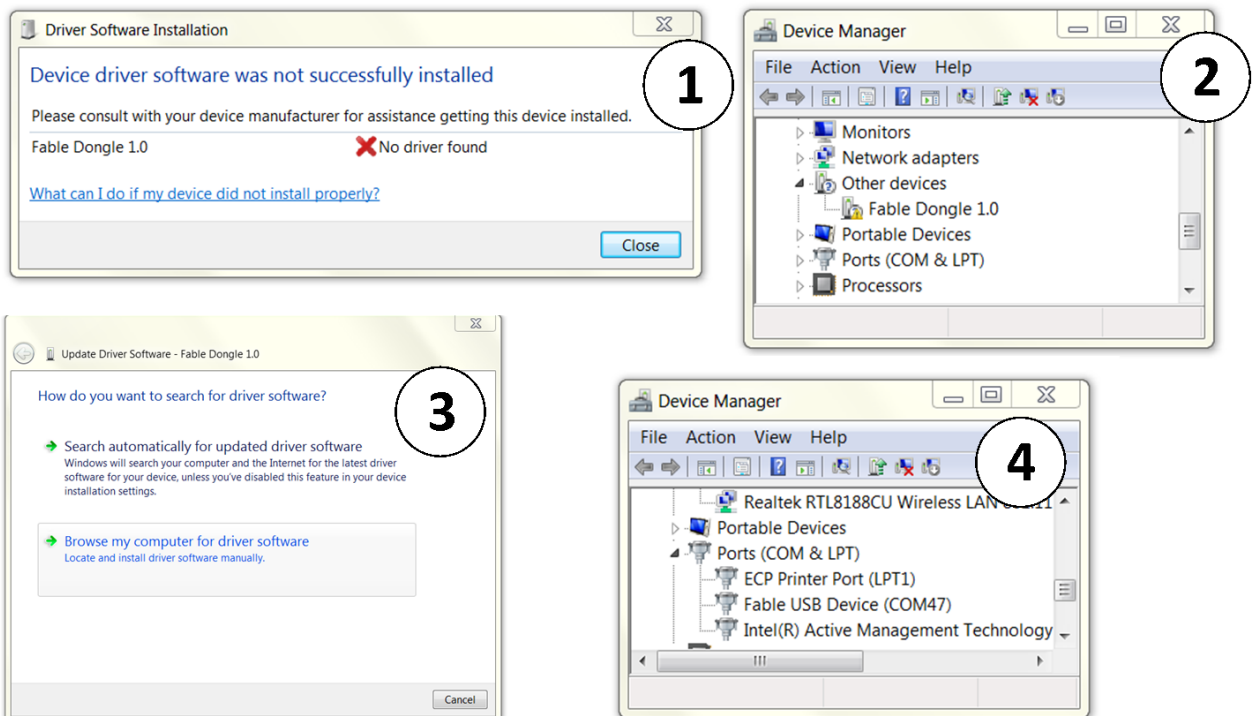 Driver Software Installation
Device driver software was not successfully installed
1
Please consult with your device manufacturer for assistance getting this device installed.
Fable Dongle 1.0 No driver found
What can I do if my device did not install properly?
Close
Device Manager
2
File Action View Help
Monitors
Network adapters
Other devices
Fable Dongle 1.0
Portable Devices
Ports (COM & LPT)
Processors
Update Driver Software - Fable Dongle 1.0
How do you want to search for driver software?
3
Search automatically for updated driver software
Windows will search your computer and the Internet for the latest driver
software for your device, unless you've disabled this feature in your device
installation settings.
Browse my computer for driver software
Locate and install driver software manually.
Cancel
Device Manager
File Action View Help
4
Realtek RTL8188CU Wireless LAN
Portable Devices
Ports (COM & LPT)
ECP Printer Port (LPT1)
Fable USB Device (COM47)
Intel(R) Active Management Technology